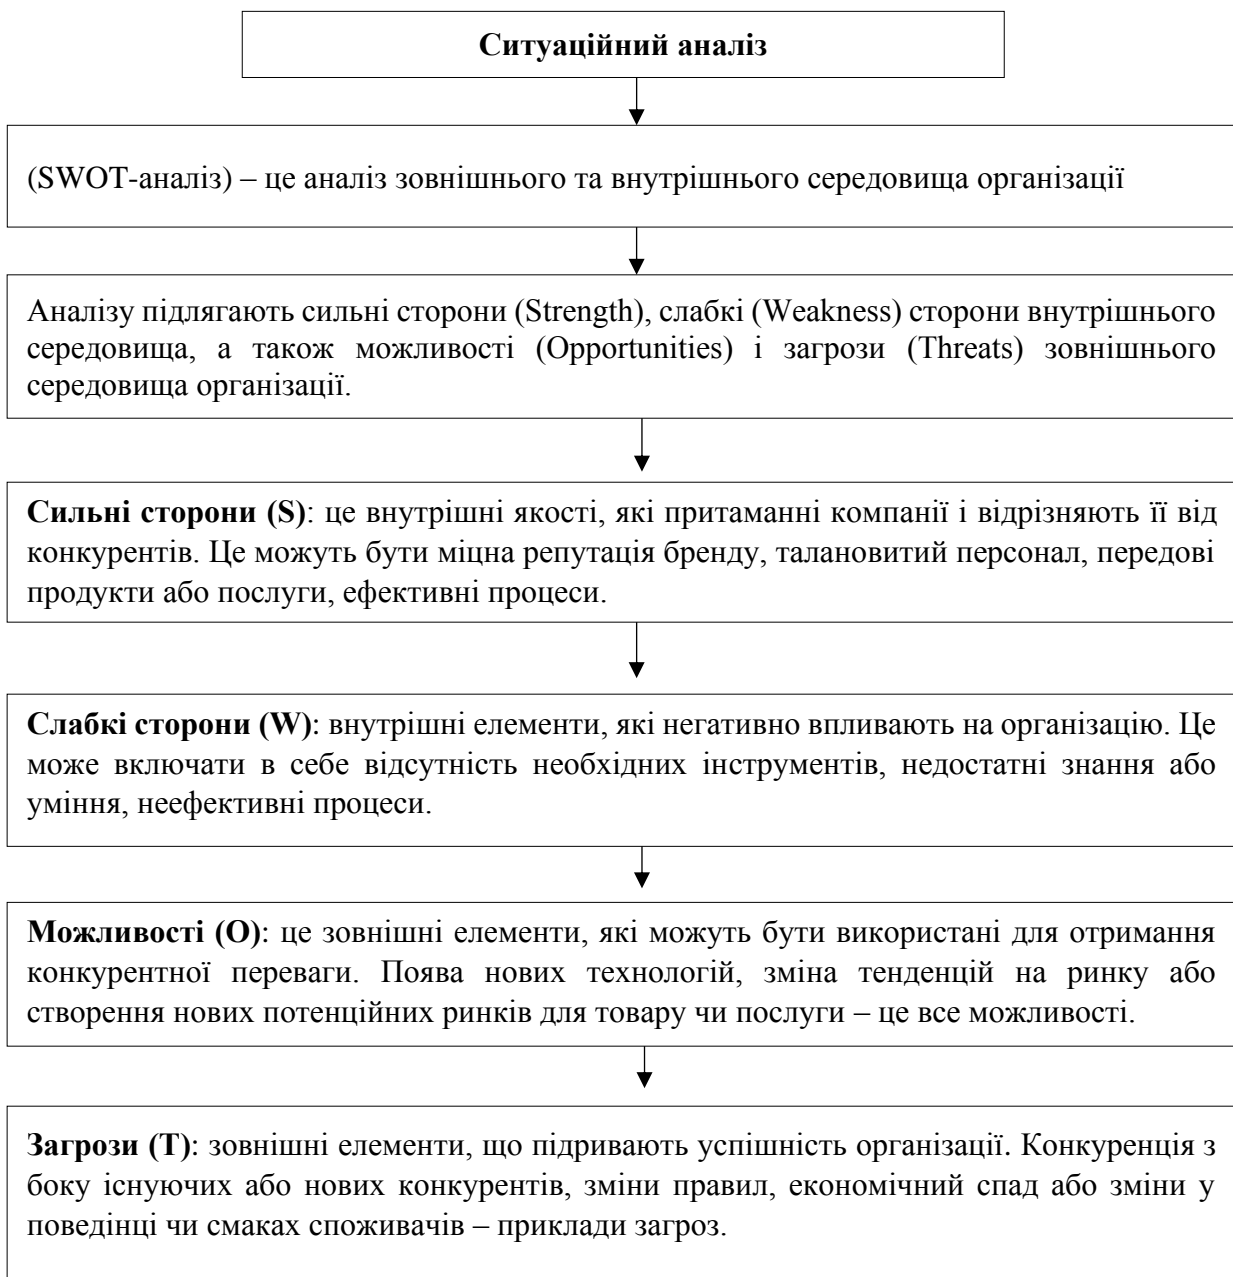 Ситуаційний аналіз
(SWOT-аналіз) – це аналіз зовнішнього та внутрішнього середовища організації
Аналізу підлягають сильні сторони (Strength), слабкі (Weakness) сторони внутрішнього
середовища, а також можливості (Opportunities) і загрози (Threats) зовнішнього
середовища організації.
Сильні сторони (S): це внутрішні якості, які притаманні компанії і відрізняють її від
конкурентів. Це можуть бути міцна репутація бренду, талановитий персонал, передові
продукти або послуги, ефективні процеси.
Слабкі сторони (W): внутрішні елементи, які негативно впливають на організацію. Це
може включати в себе відсутність необхідних інструментів, недостатні знання або
уміння, неефективні процеси.
Можливості (O): це зовнішні елементи, які можуть бути використані для отримання
конкурентної переваги. Поява нових технологій, зміна тенденцій на ринку або
створення нових потенційних ринків для товару чи послуги – це все можливості.
Загрози (T): зовнішні елементи, що підривають успішність організації. Конкуренція з
боку існуючих або нових конкурентів, зміни правил, економічний спад або зміни у
поведінці чи смаках споживачів – приклади загроз.